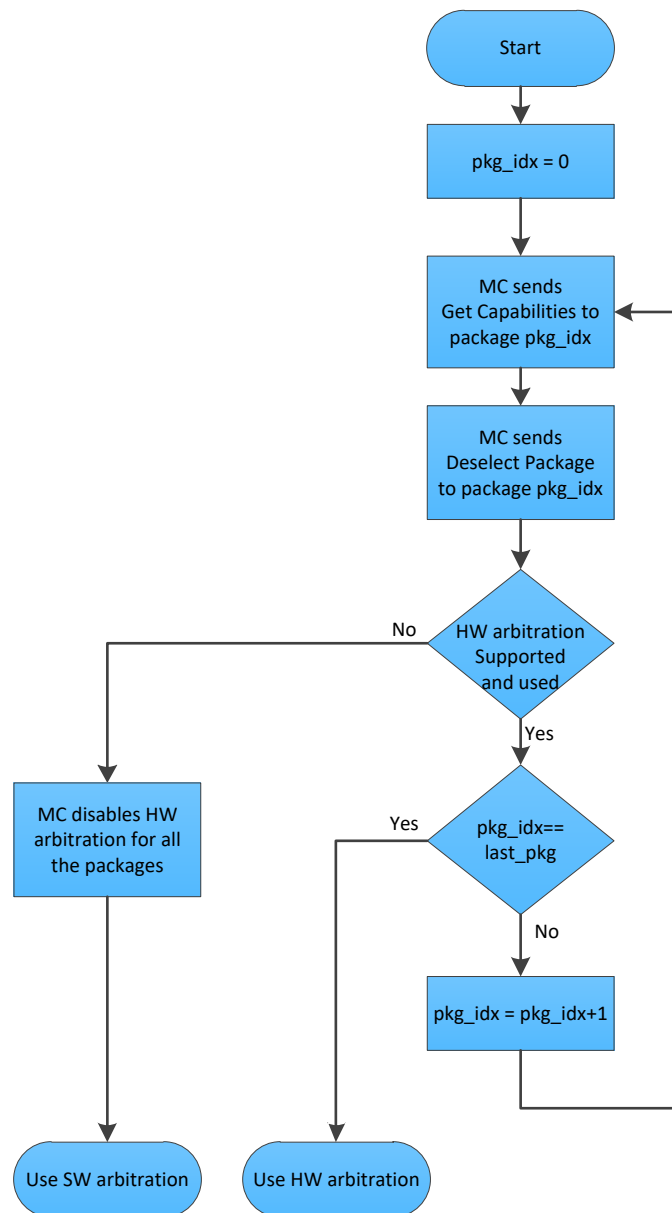 Start
pkg_idx = 0
MC sends
Get Capabilities to
package pkg_idx
MC sends
Deselect Package
to package pkg_idx
No
HW arbitration
Supported
and used
Yes
MC disables HW
arbitration for all
the packages
Yes
pkg_idx==
last_pkg
No
pkg_idx = pkg_idx+1
Use SW arbitration
Use HW arbitration